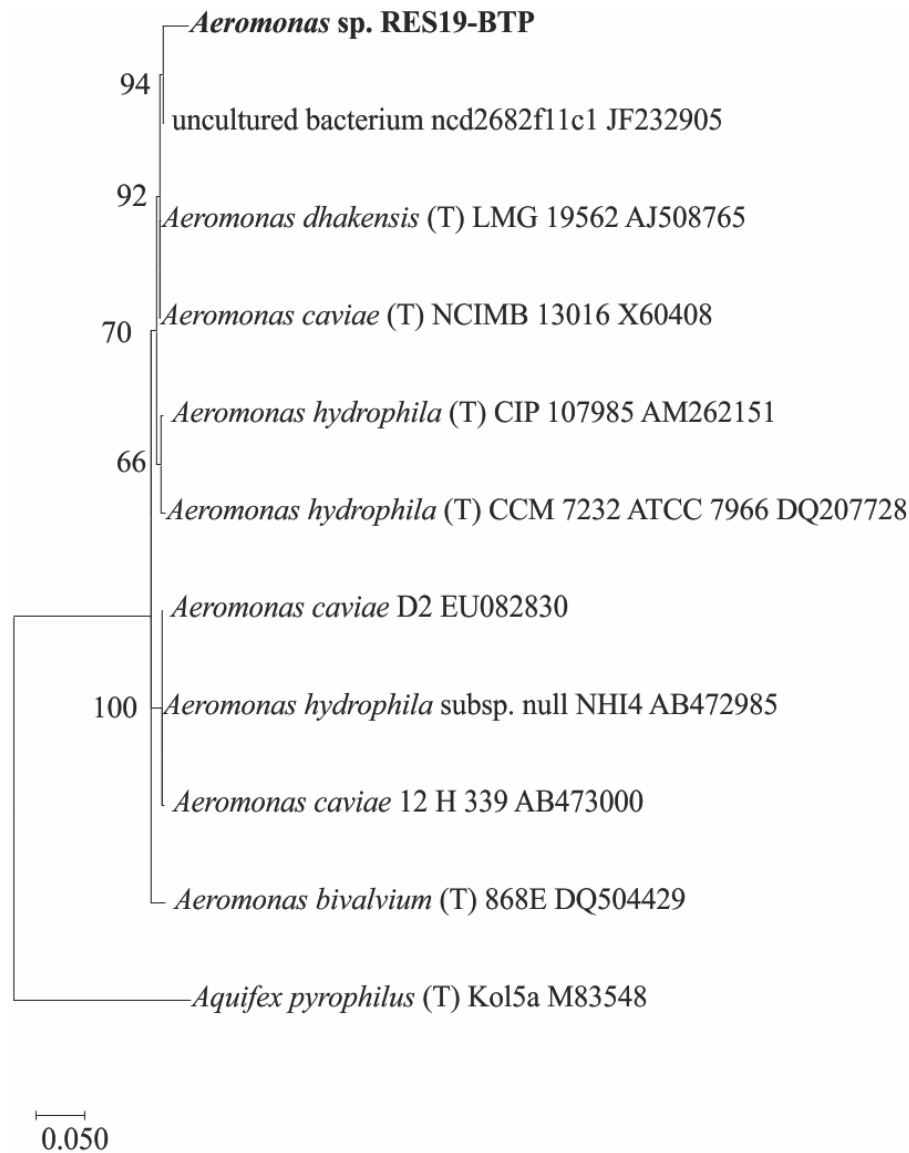 Aeromonas sp. RES19-BTP
94
uncultured bacterium ncd2682f11c1 JF232905
92
Aeromonas dhakensis (T) LMG 19562 AJ508765
Aeromonas caviae (T) NCIMB 13016 X60408
70
Aeromonas hydrophila (T) CIP 107985 AM262151
66
Aeromonas hydrophila (T) CCM 7232 ATCC 7966 DQ207728
Aeromonas caviae D2 EU082830
100
Aeromonas hydrophila subsp. null NHI4 AB472985
Aeromonas caviae 12 H 339 AB473000
Aeromonas bivalvium (T) 868E DQ504429
Aquifex pyrophilus (T) Kol5a M83548
0.050